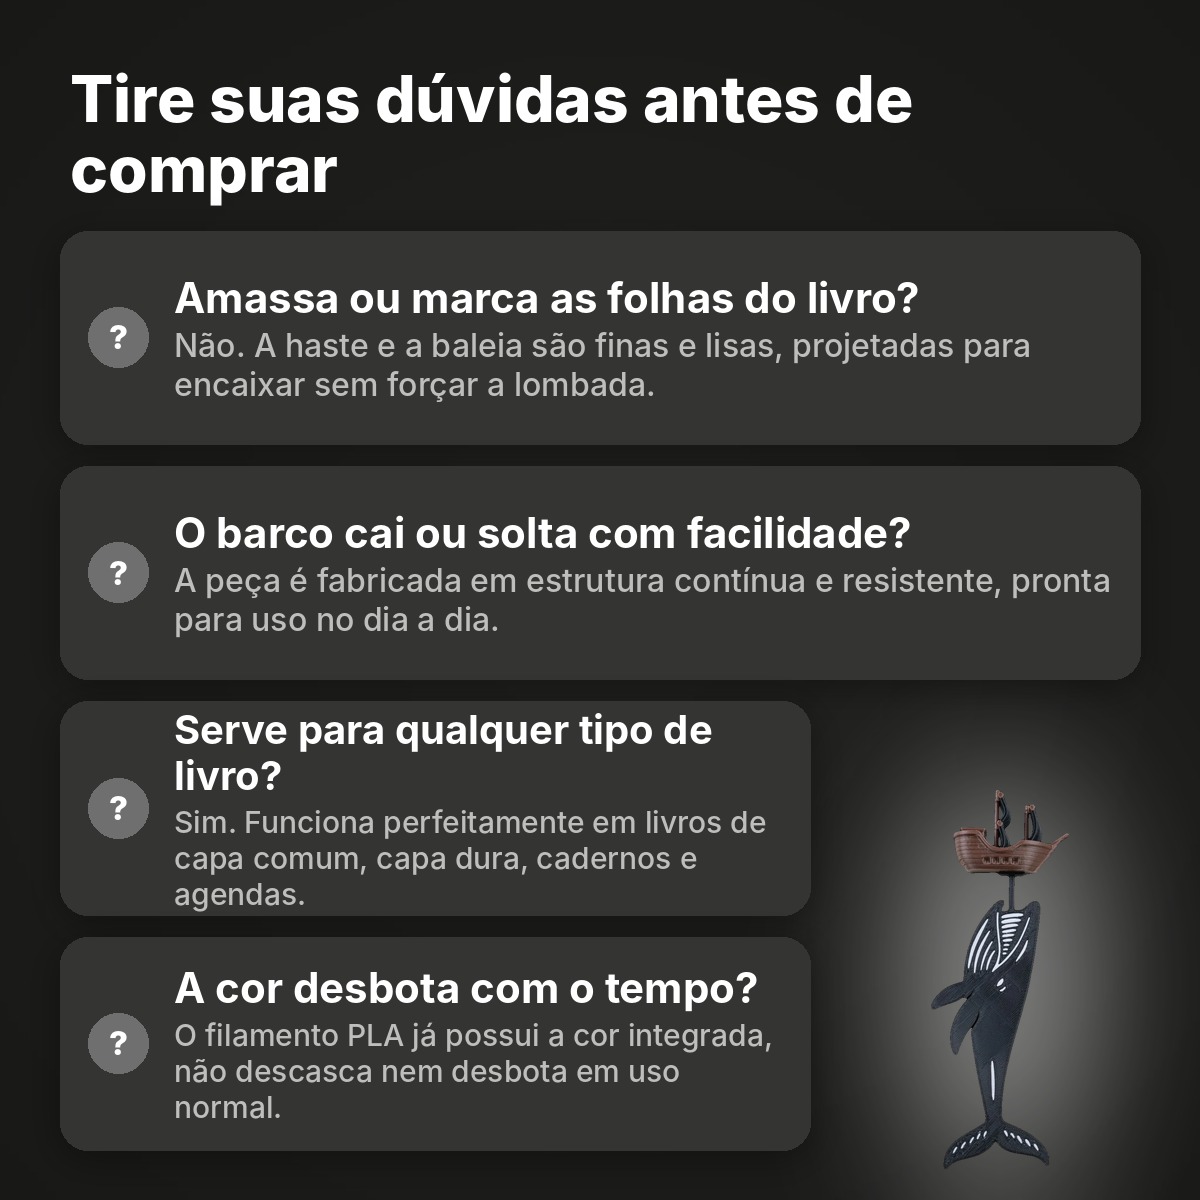 Tire suas dúvidas antes de
comprar
?
Amassa ou marca as folhas do livro?
Não. A haste e a baleia são finas e lisas, projetadas para
encaixar sem forçar a lombada.
?
O barco cai ou solta com facilidade?
A peça é fabricada em estrutura contínua e resistente, pronta
para uso no dia a dia.
?
Serve para qualquer tipo de
livro?
Sim. Funciona perfeitamente em livros de
capa comum, capa dura, cadernos e
agendas.
?
A cor desbota com o tempo?
O filamento PLA já possui a cor integrada,
não descasca nem desbota em uso
normal.